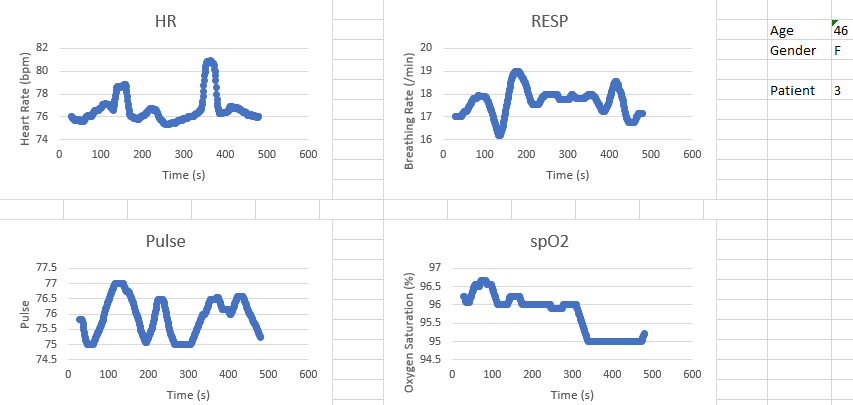 HR
Heart Rate (bpm)
82
80
78
76
74
0 100 200 300 400 500 600
Time (s)
RESP
Breathing Rate (/min)
20
19
18
17
16
0 100 200 300 400 500 600
Time (s)
Age 46
Gender F
Patient 3
Pulse
Pulse
77.5
77
76.5
76
75.5
75
74.5
0 100 200 300 400 500 600
Time (s)
spO2
Oxygen Saturation (%)
97
96.5
96
95.5
95
94.5
0 100 200 300 400 500 600
Time (s)